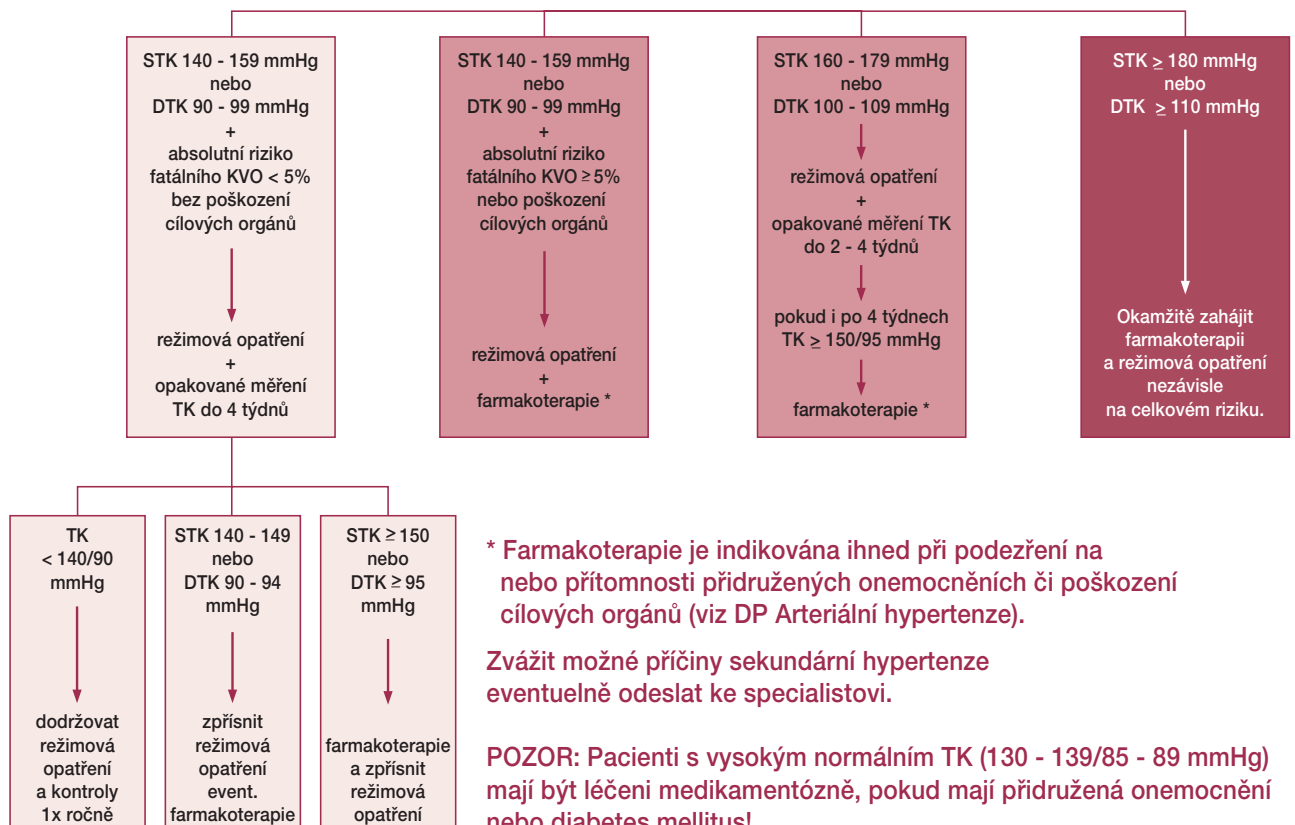 STK 140 - 159 mmHg
nebo
DTK 90 - 99 mmHg
+
absolutní riziko
fatálního KVO < 5%
bez poškození
cílových orgánů
režimová opatření
+
opakované měření
TK do 4 týdnů
STK 140 - 159 mmHg
nebo
DTK 90 - 99 mmHg
+
absolutní riziko
fatálního KVO ≥ 5%
nebo poškození
cílových orgánů
režimová opatření
+
farmakoterapie *
STK 160 - 179 mmHg
nebo
DTK 100 - 109 mmHg
režimová opatření
+
opakované měření TK
do 2 - 4 týdnů
pokud i po 4 týdnech
TK ≥ 150/95 mmHg
farmakoterapie *
STK ≥ 180 mmHg
nebo
DTK ≥ 110 mmHg
Okamžitě zahájit
farmakoterapii
a režimová opatření
nezávisle
na celkovém riziku.
TK
< 140/90
mmHg
dodržovat
režimová
opatření
a kontroly
1x ročně
STK 140 - 149
nebo
DTK 90 - 94
mmHg
zpřísnit
režimová
opatření
event.
farmakoterapie
STK ≥ 150
nebo
DTK ≥ 95
mmHg
farmakoterapie
a zpřísnit
režimová
opatření
* Farmakoterapie je indikována ihned při podezření na
nebo přítomnosti přidružených onemocněních či poškození
cílových orgánů (viz DP Arteriální hypertenze).
Zvážit možné příčiny sekundární hypertenze
eventuelně odeslat ke specialistovi.
POZOR: Pacienti s vysokým normálním TK (130 - 139/85 - 89 mmHg)
mají být léčeni medikamentózně, pokud mají přidružená onemocnění
nebo diabetes mellitus!